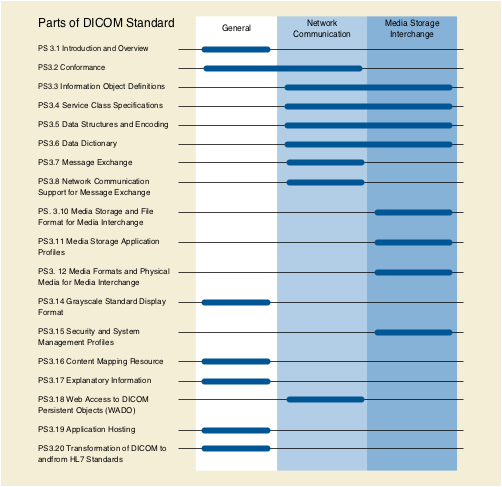 Parts of DICOM Standard
General
Network
Communication
Media Storage
Interchange
PS 3.1 Introduction and Overview
PS3.2 Conformance
PS3.3 Information Object Definitions
PS3.4 Service Class Specifications
PS3.5 Data Structures and Encoding
PS3.6 Data Dictionary
PS3.7 Message Exchange
PS3.8 Network Communication
Support for Message Exchange
PS. 3.10 Media Storage and File
Format for Media Interchange
PS3.11 Media Storage Application
Profiles
PS3. 12 Media Formats and Physical
Media for Media Interchange
PS3.14 Grayscale Standard Display
Format
PS3.15 Security and System
Management Profiles
PS3.16 Content Mapping Resource
PS3.17 Explanatory Information
PS3.18 Web Access to DICOM
Persistent Objects (WADO)
PS3.19 Application Hosting
PS3.20 Transformation of DICOM to
andfrom HL7 Standards